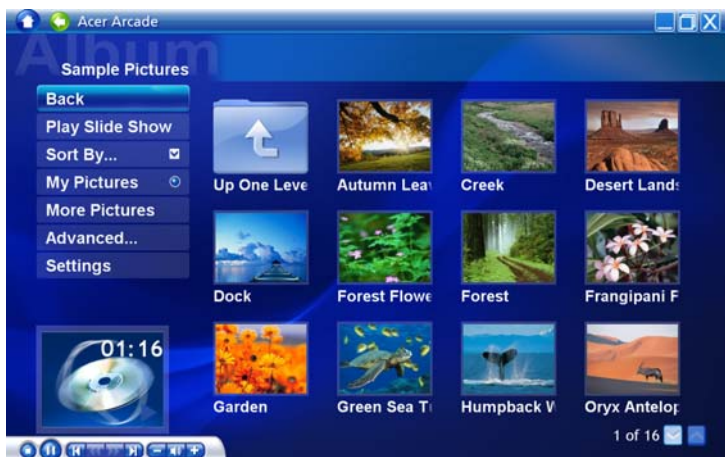 Acer Arcade
Album
Sample Pictures
Back
Play Slide Show
Sort By...
My Pictures
More Pictures
Advanced...
Settings
Up One Leve
Autumn Lea
Creek
Desert Lands
Dock
Forest Flowe
Forest
Frangipani F
Garden
Green Sea T
Humpback W
Oryx Antelop
01:16
1 of 16